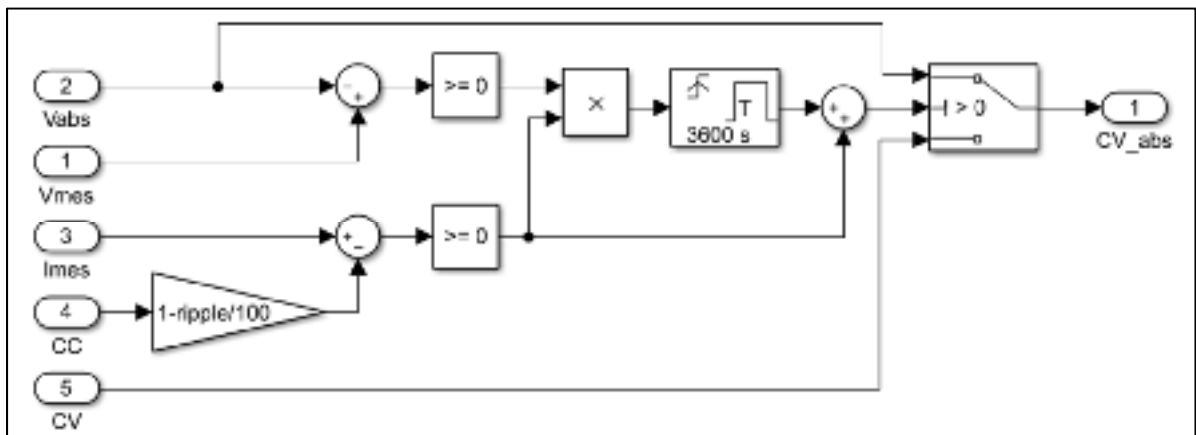 2
Vabs
1
Vmes
3
Imes
4
CC
5
CV
1-ripple/100
- +
+ -
>= 0
>= 0
×
T
3600 s
+ +
> 0
1
CV_abs